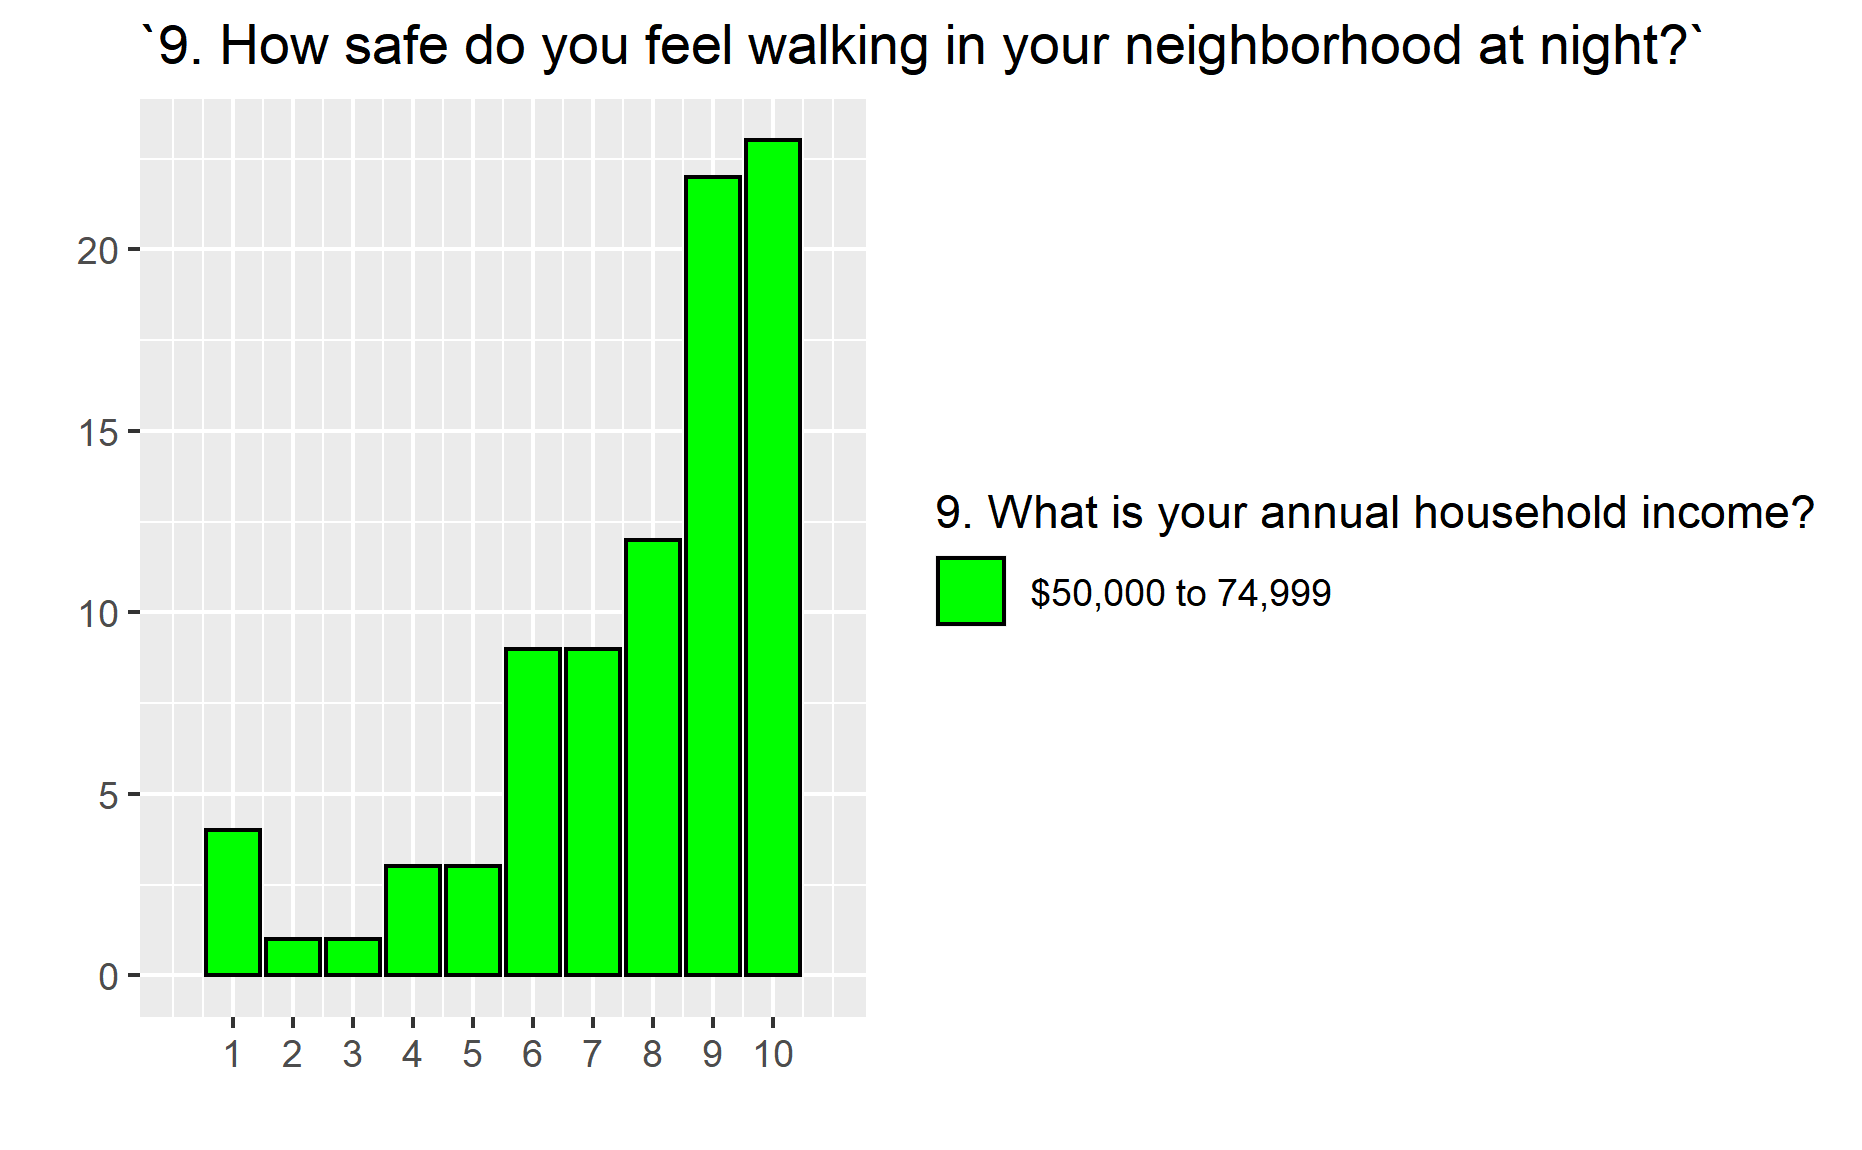 `9. How safe do you feel walking in your neighborhood at night?`
20
15
10
5
0
1 2 3 4 5 6 7 8 9 10
9. What is your annual household income?
$50,000 to 74,999